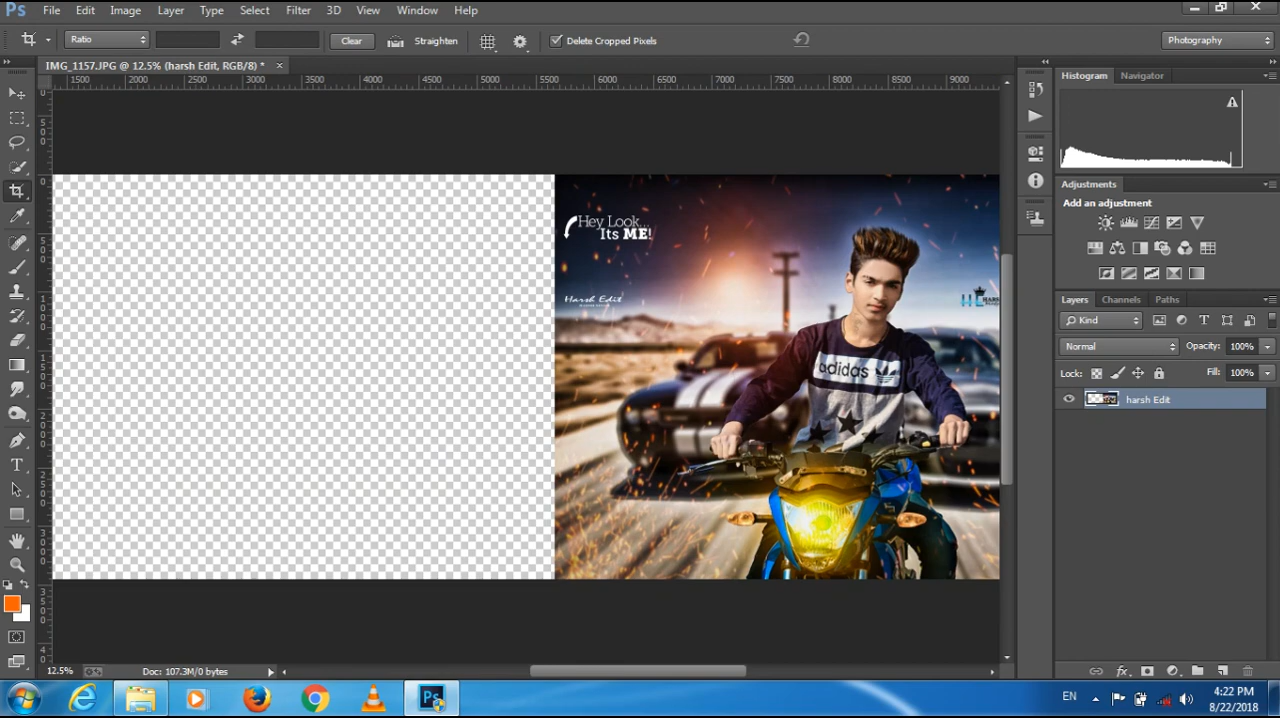 Ps File Edit Image Layer Type Select Filter 3D View Window Help
Ratio Clear Straighten Delete Cropped Pixels Photography
IMG_1157.JPG @ 12.5% (harsh Edit, RGB/8) *
1500 2000 2500 3000 3500 4000 4500 5000 5500 6000 6500 7000 7500 8000 8500 9000
Histogram Navigator
Adjustments
Add an adjustment
Hey Look...
Its ME!
Harsh Edit
adidas
Layers Channels Paths
Kind
Normal Opacity: 100%
Lock: Fill: 100%
harsh Edit
12.5% Doc: 107.3M/0 bytes
EN 4:22 PM
8/22/2018